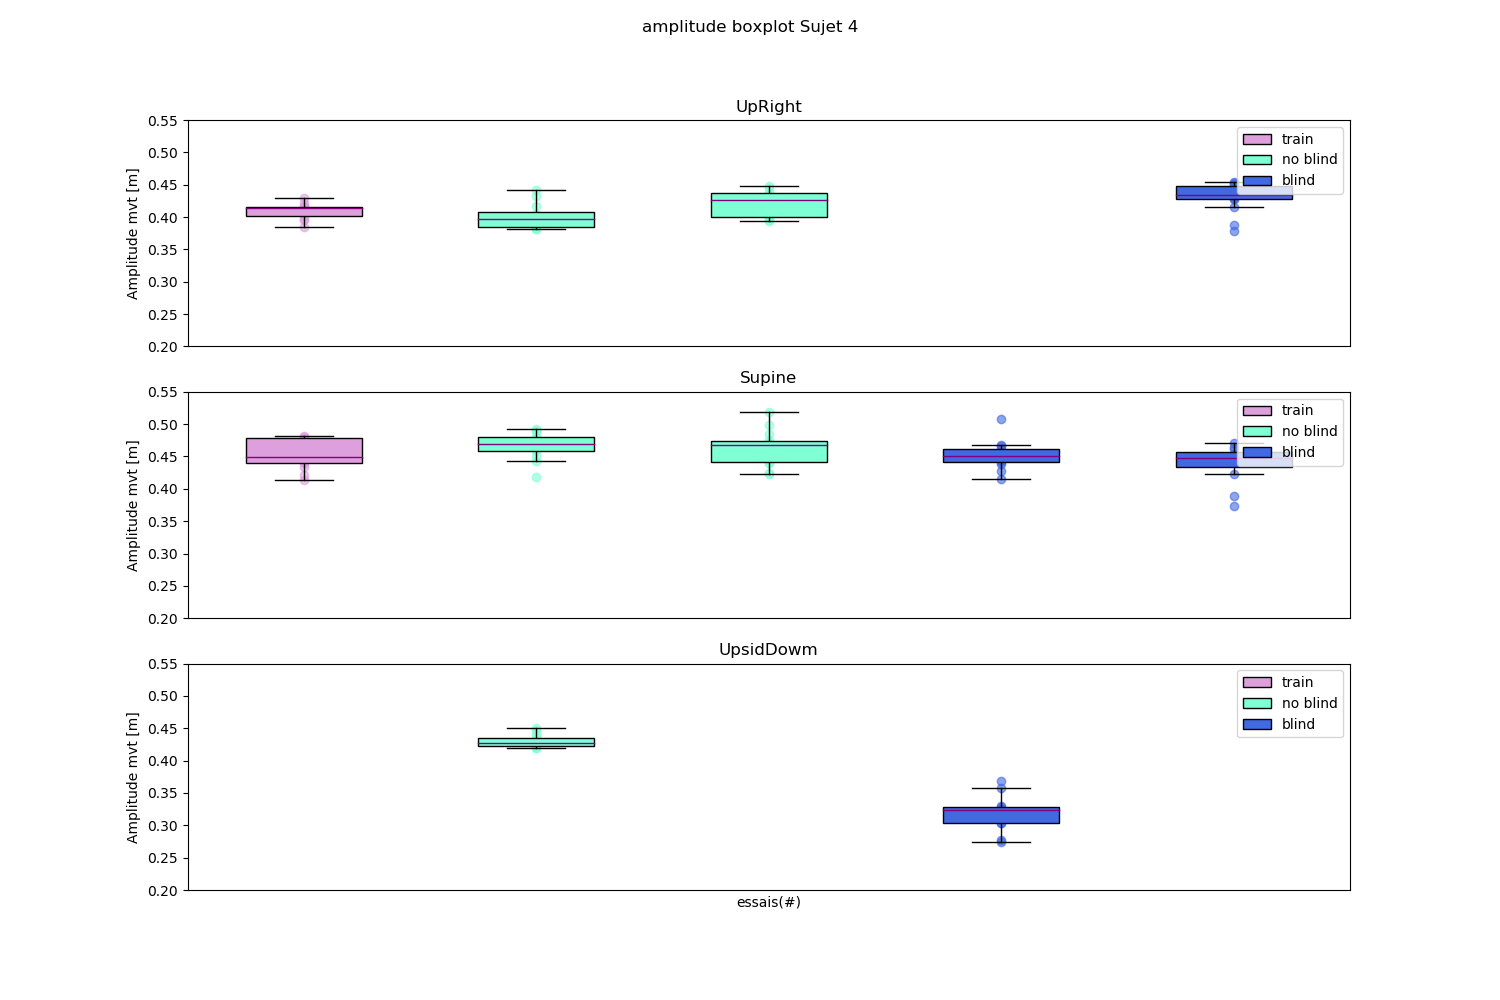 amplitude boxplot Sujet 4
UpRight
Amplitude mvt [m]
0.55
0.50
0.45
0.40
0.35
0.30
0.25
0.20
train
no blind
blind
Supine
Amplitude mvt [m]
0.55
0.50
0.45
0.40
0.35
0.30
0.25
0.20
train
no blind
blind
UpsidDowm
Amplitude mvt [m]
0.55
0.50
0.45
0.40
0.35
0.30
0.25
0.20
train
no blind
blind
essais(#)